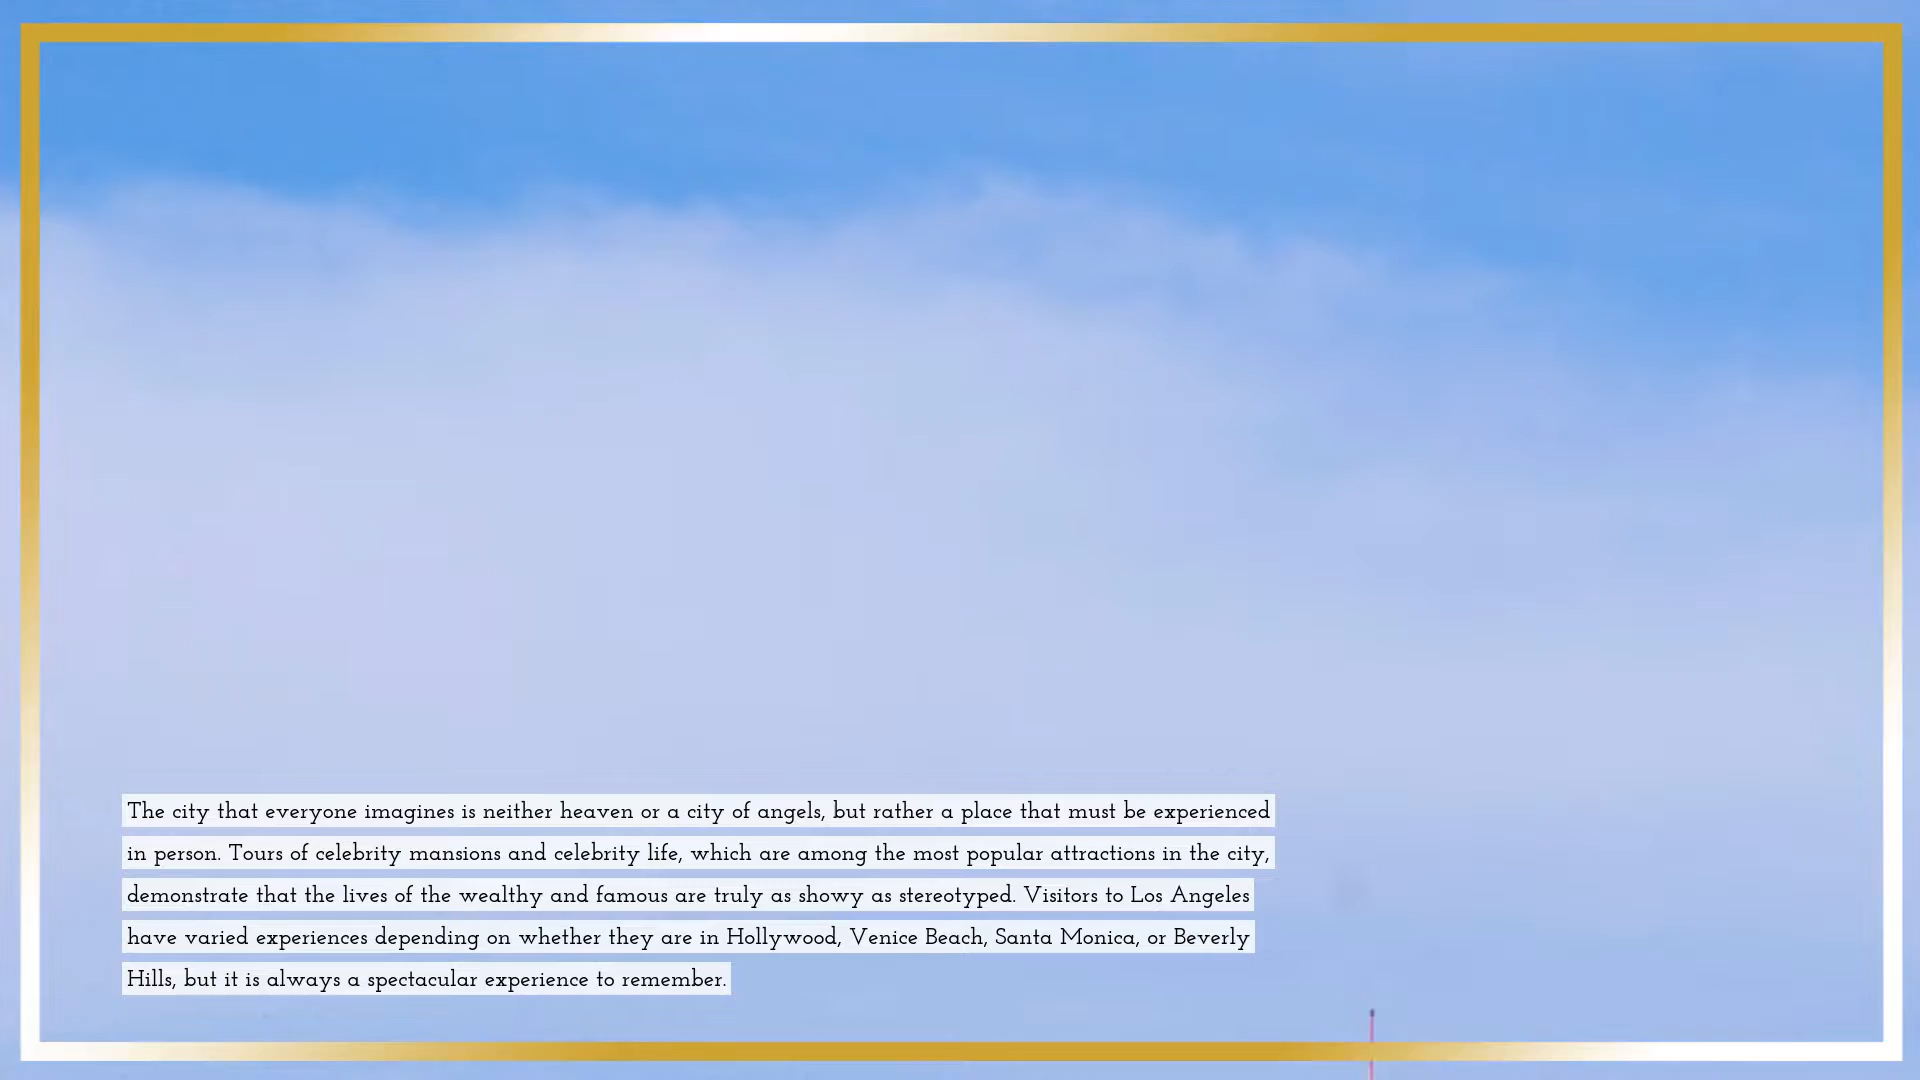 The city that everyone imagines is neither heaven or a city of angels, but rather a place that must be experienced
in person. Tours of celebrity mansions and celebrity life, which are among the most popular attractions in the city,
demonstrate that the lives of the wealthy and famous are truly as showy as stereotyped. Visitors to Los Angeles
have varied experiences depending on whether they are in Hollywood, Venice Beach, Santa Monica, or Beverly
Hills, but it is always a spectacular experience to remember.